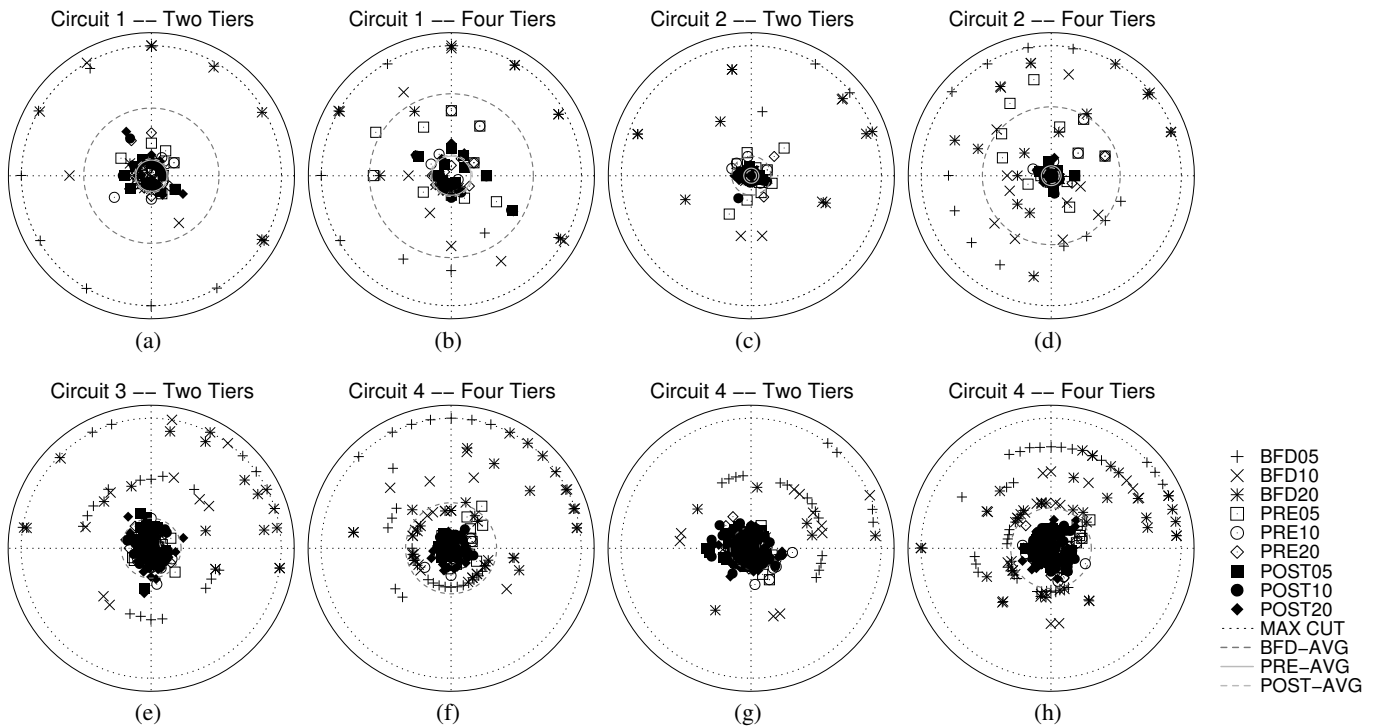 Circuit 1 −− Two Tiers
Circuit 1 −− Four Tiers
Circuit 2 −− Two Tiers
Circuit 2 −− Four Tiers
(a)
(b)
(c)
(d)
Circuit 3 −− Two Tiers
Circuit 4 −− Four Tiers
Circuit 4 −− Two Tiers
Circuit 4 −− Four Tiers
BFD05
BFD10
BFD20
PRE05
PRE10
PRE20
POST05
POST10
POST20
MAX CUT
BFD−AVG
PRE−AVG
POST−AVG
(e)
(f)
(g)
(h)